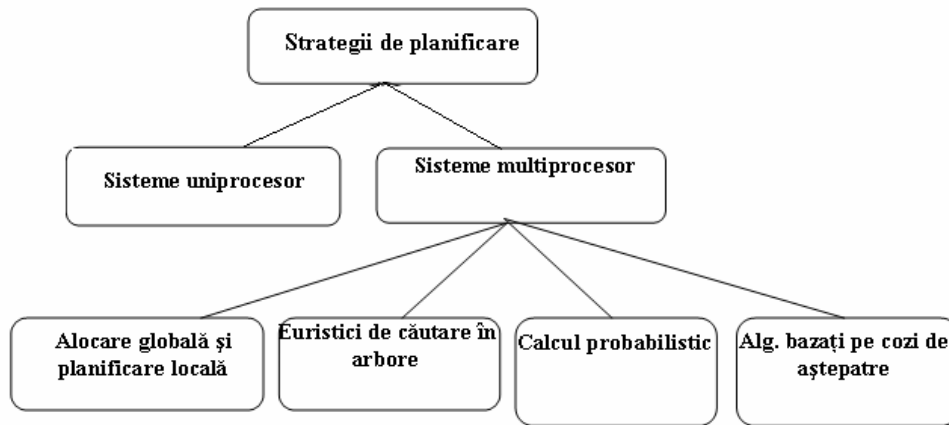 Strategii de planificare
Sisteme uniprocesor
Sisteme multiprocesor
Alocare globală şi
planificare locală
Euristici de căutare în
arbore
Calcul probabilistic
Alg. bazaţi pe cozi de
aştepatre